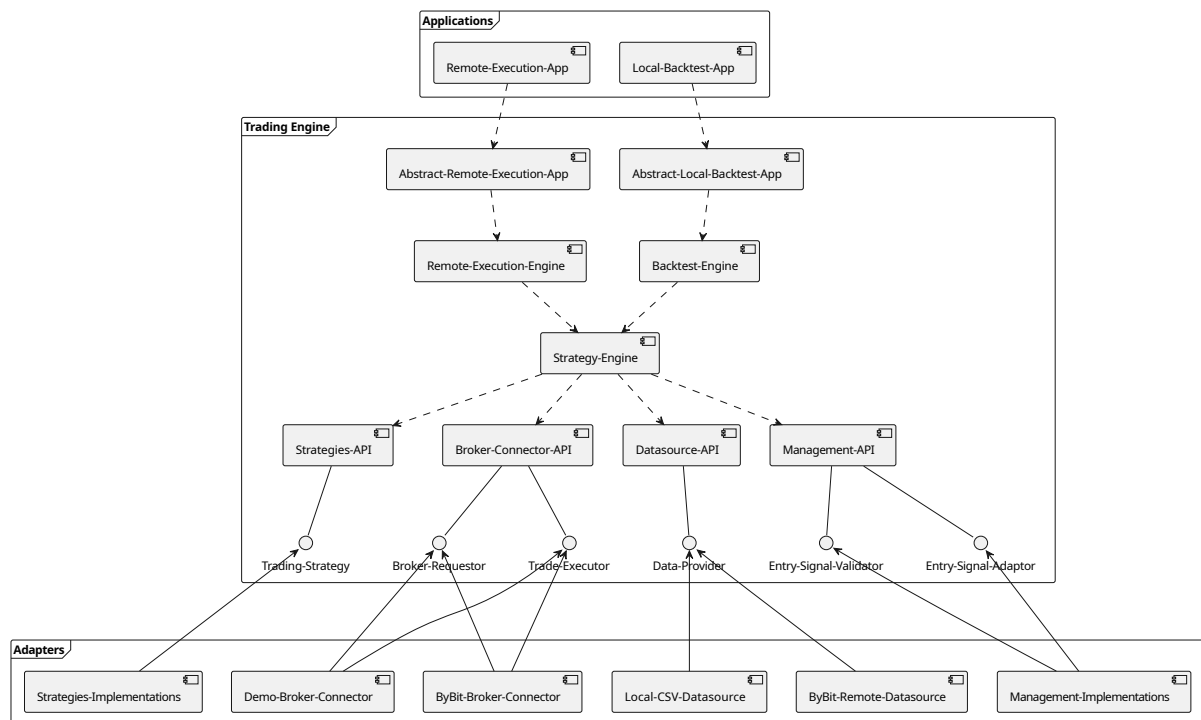 Applications
Remote-Execution-App
Local-Backtest-App
Trading Engine
Abstract-Remote-Execution-App
Abstract-Local-Backtest-App
Remote-Execution-Engine
Backtest-Engine
Strategy-Engine
Strategies-API
Broker-Connector-API
Datasource-API
Management-API
Trading-Strategy
Broker-Requestor
Trade-Executor
Data-Provider
Entry-Signal-Validator
Entry-Signal-Adaptor
Adapters
Strategies-Implementations
Demo-Broker-Connector
ByBit-Broker-Connector
Local-CSV-Datasource
ByBit-Remote-Datasource
Management-Implementations